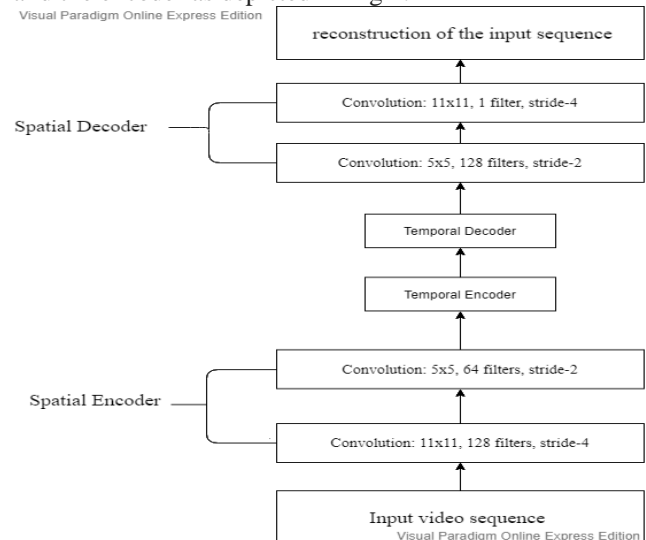 Visual Paradigm Online Express Edition
reconstruction of the input sequence
Convolution: 11x11, 1 filter, stride-4
Spatial Decoder
Convolution: 5x5, 128 filters, stride-2
Temporal Decoder
Temporal Encoder
Convolution: 5x5, 64 filters, stride-2
Spatial Encoder
Convolution: 11x11, 128 filters, stride-4
Input video sequence
Visual Paradigm Online Express Edition